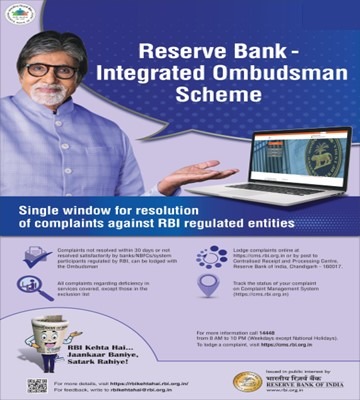 Reserve Bank -
Integrated Ombudsman
Scheme
Single window for resolution
of complaints against RBI regulated entities
Complaints not resolved within 30 days or not
resolved satisfactorily by banks/NBFCs/system
participants regulated by RBI, can be lodged with
the Ombudsman
Lodge complaints online at
https://cms.rbi.org.in or by post to
Centralised Receipt and Processing Centre,
Reserve Bank of India, Chandigarh - 160017.
All complaints regarding deficiency in
services covered, except those in the
exclusion list
Track the status of your complaint
on Complaint Management System
(https://cms.rbi.org.in)
RBI Kehta Hai...
Jaankaar Baniye,
Satark Rahiye!
For more information call 14448
from 8 AM to 10 PM (Weekdays except National Holidays).
To lodge a complaint, visit https://cms.rbi.org.in
For more details, visit https://rbikehtahai.rbi.org.in/
For feedback, write to rbikehtahai@rbi.org.in
Issued in public interest by
भारतीय रिज़र्व बैंक
RESERVE BANK OF INDIA
www.rbi.org.in